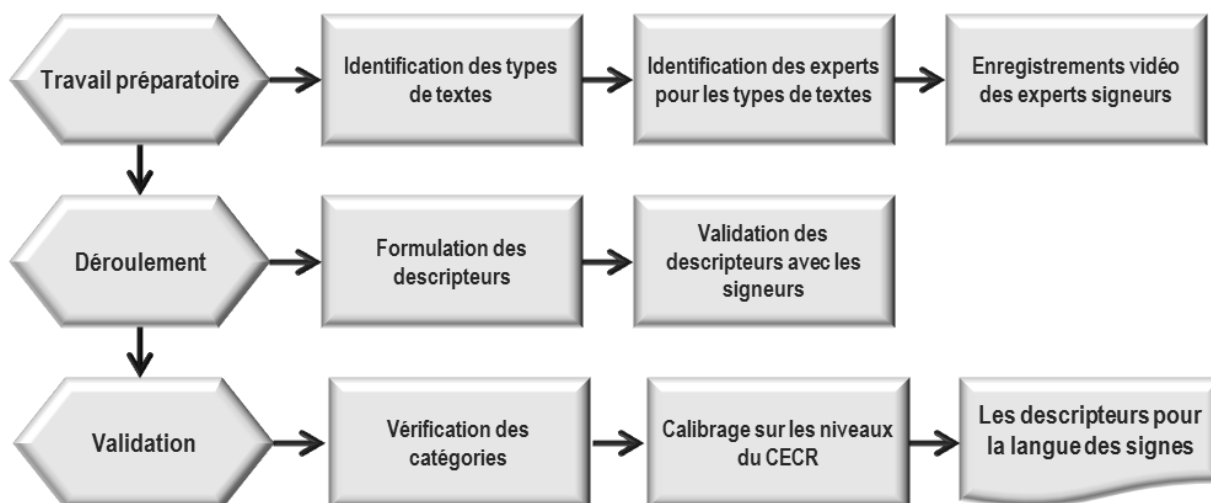 Travail préparatoire
Identification des types
de textes
Identification des experts
pour les types de textes
Enregistrements vidéo
des experts signeurs
Déroulement
Formulation des
descripteurs
Validation des
descripteurs avec les
signeurs
Validation
Vérification des
catégories
Calibrage sur les niveaux
du CECR
Les descripteurs pour
la langue des signes